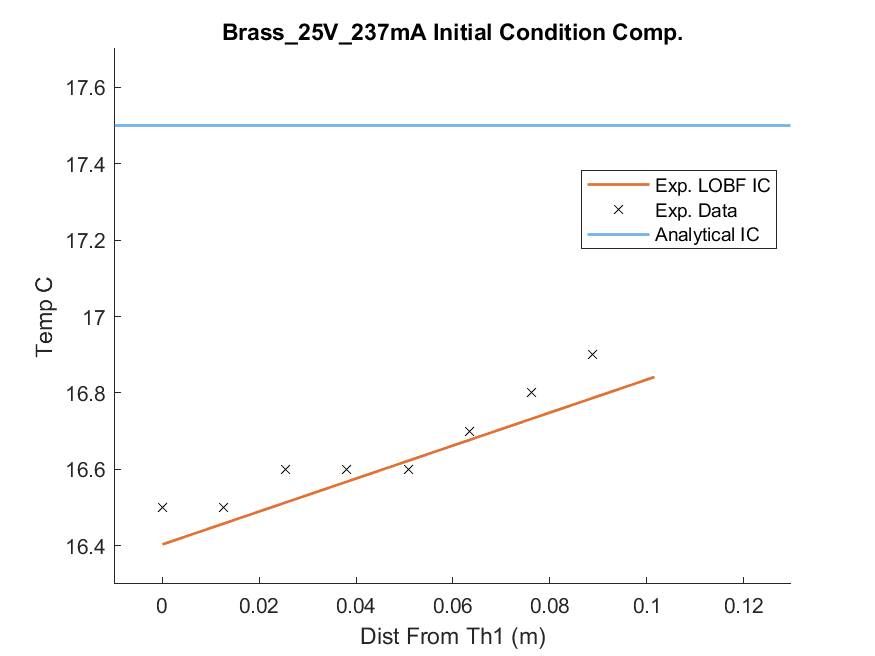 Brass_25V_237mA Initial Condition Comp.
17.6
17.4
17.2
17
16.8
16.6
16.4
Temp C
Exp. LOBF IC
Exp. Data
Analytical IC
0 0.02 0.04 0.06 0.08 0.1 0.12
Dist From Th1 (m)